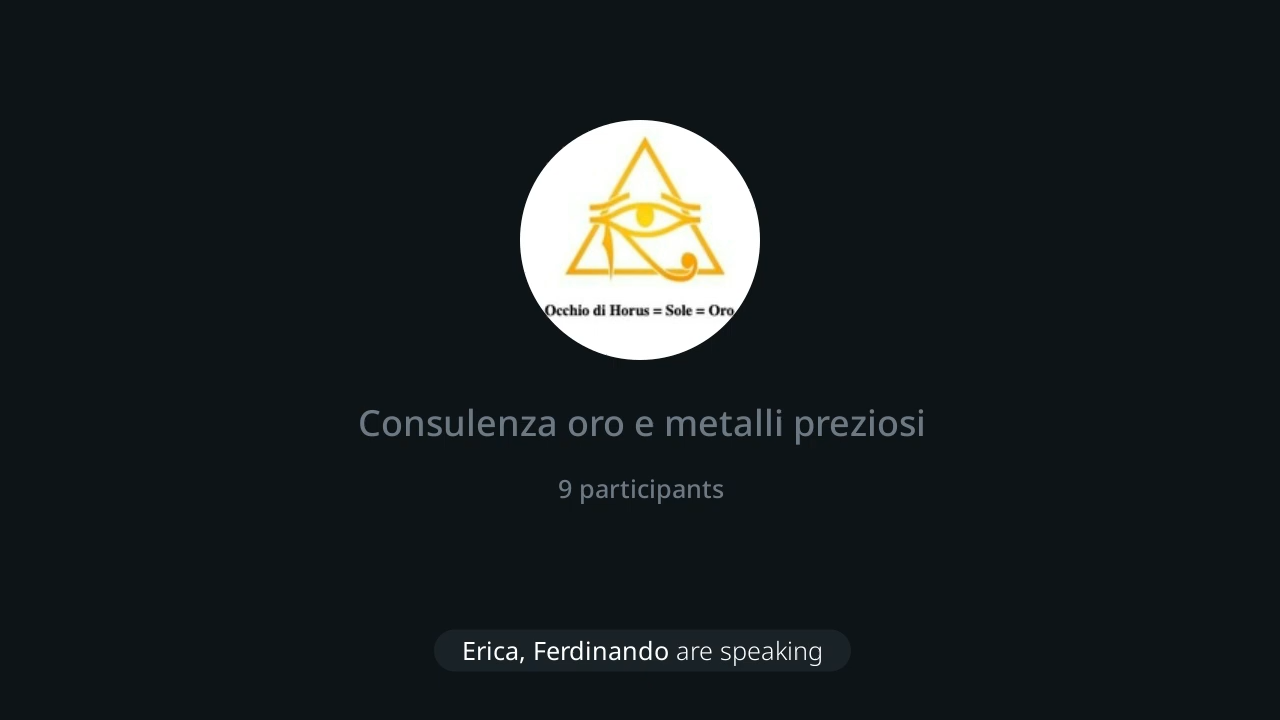 Occhio di Horus = Sole = Oro
Consulenza oro e metalli preziosi
9 participants
Erica, Ferdinando are speaking